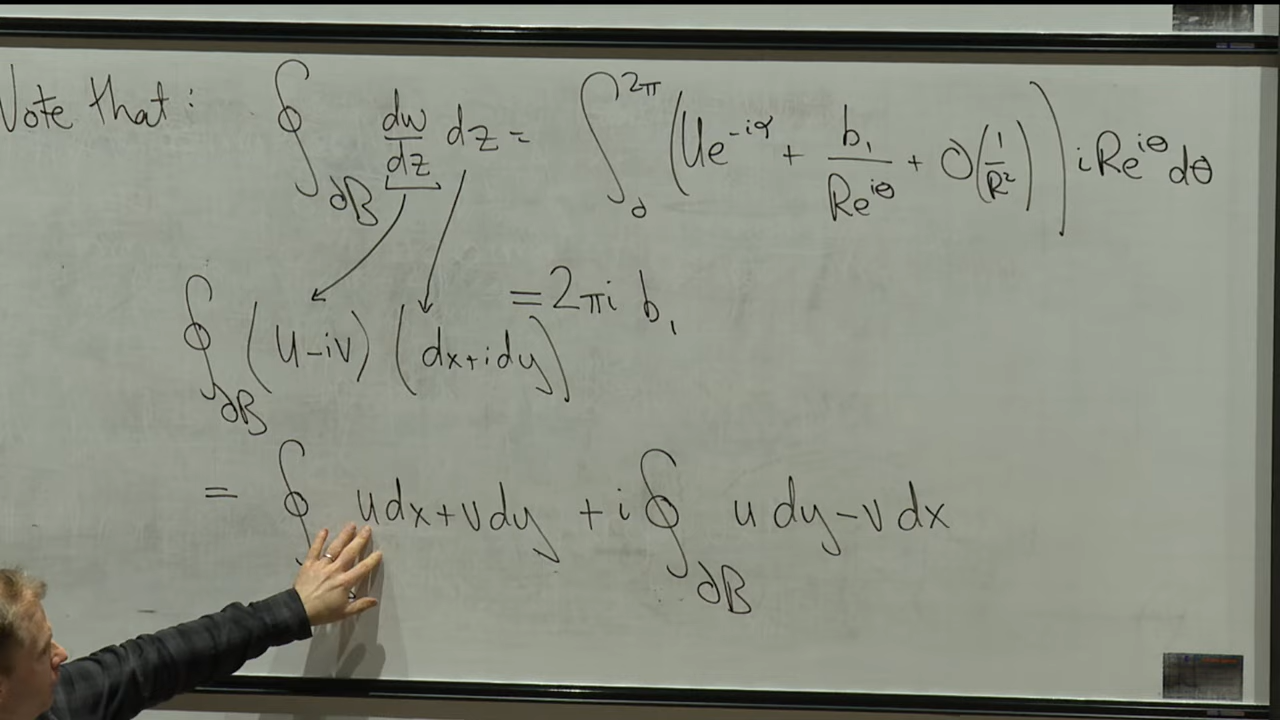 Note that: ∮_∂B dw/dz dz = ∫_0^2π (Ue^-iα + b₁/Re^iθ + O(1/R²)) iRe^iθ dθ
= 2πi b₁
∮_∂B (u-iv) (dx+idy)
= ∮ udx+vdy + i ∮_∂B udy-vdx